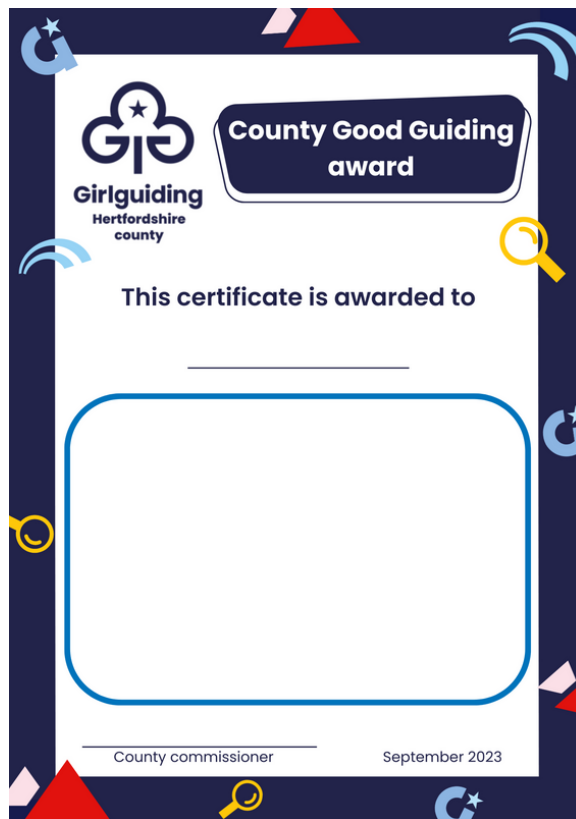 Girlguiding
Hertfordshire
county
County Good Guiding
award
This certificate is awarded to
County commissioner
September 2023